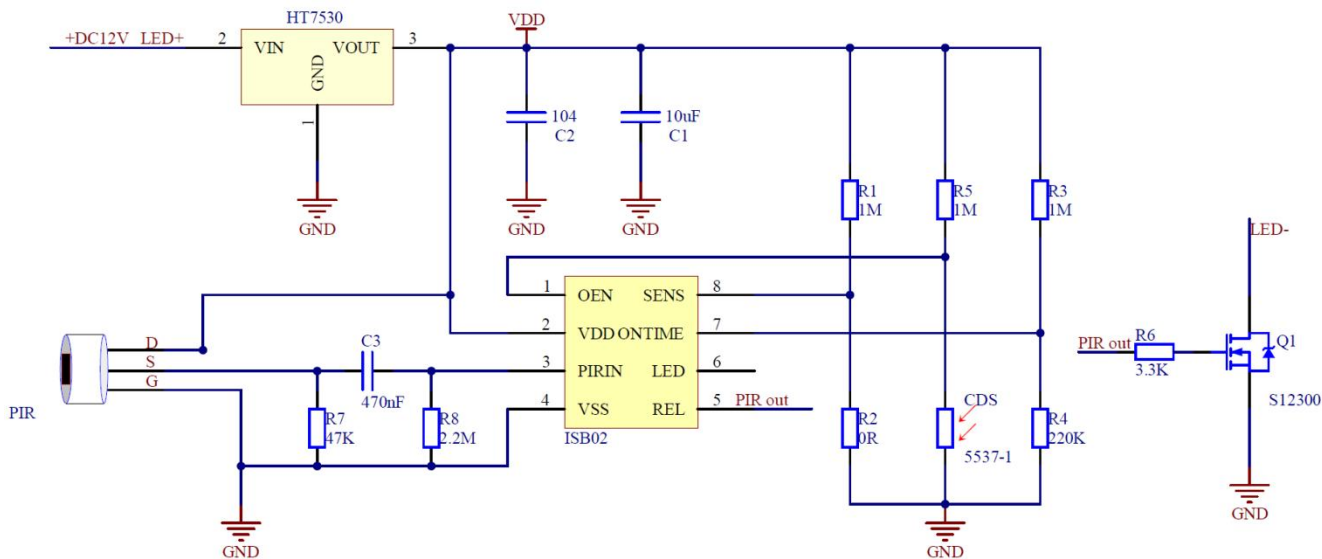 HT7530
+DC12V LED+
2
VIN
VOUT
3
GND
1
GND
VDD
104
C2
GND
10uF
C1
GND
R1
1M
R5
1M
R3
1M
1
OEN
SENS
8
2
VDD
ONTIME
7
3
PIRIN
LED
6
4
VSS
REL
5
PIR out
ISB02
D
S
G
PIR
C3
470nF
R7
47K
R8
2.2M
GND
R2
0R
CDS
5537-1
R4
220K
GND
LED-
PIR out
R6
3.3K
Q1
S12300
GND